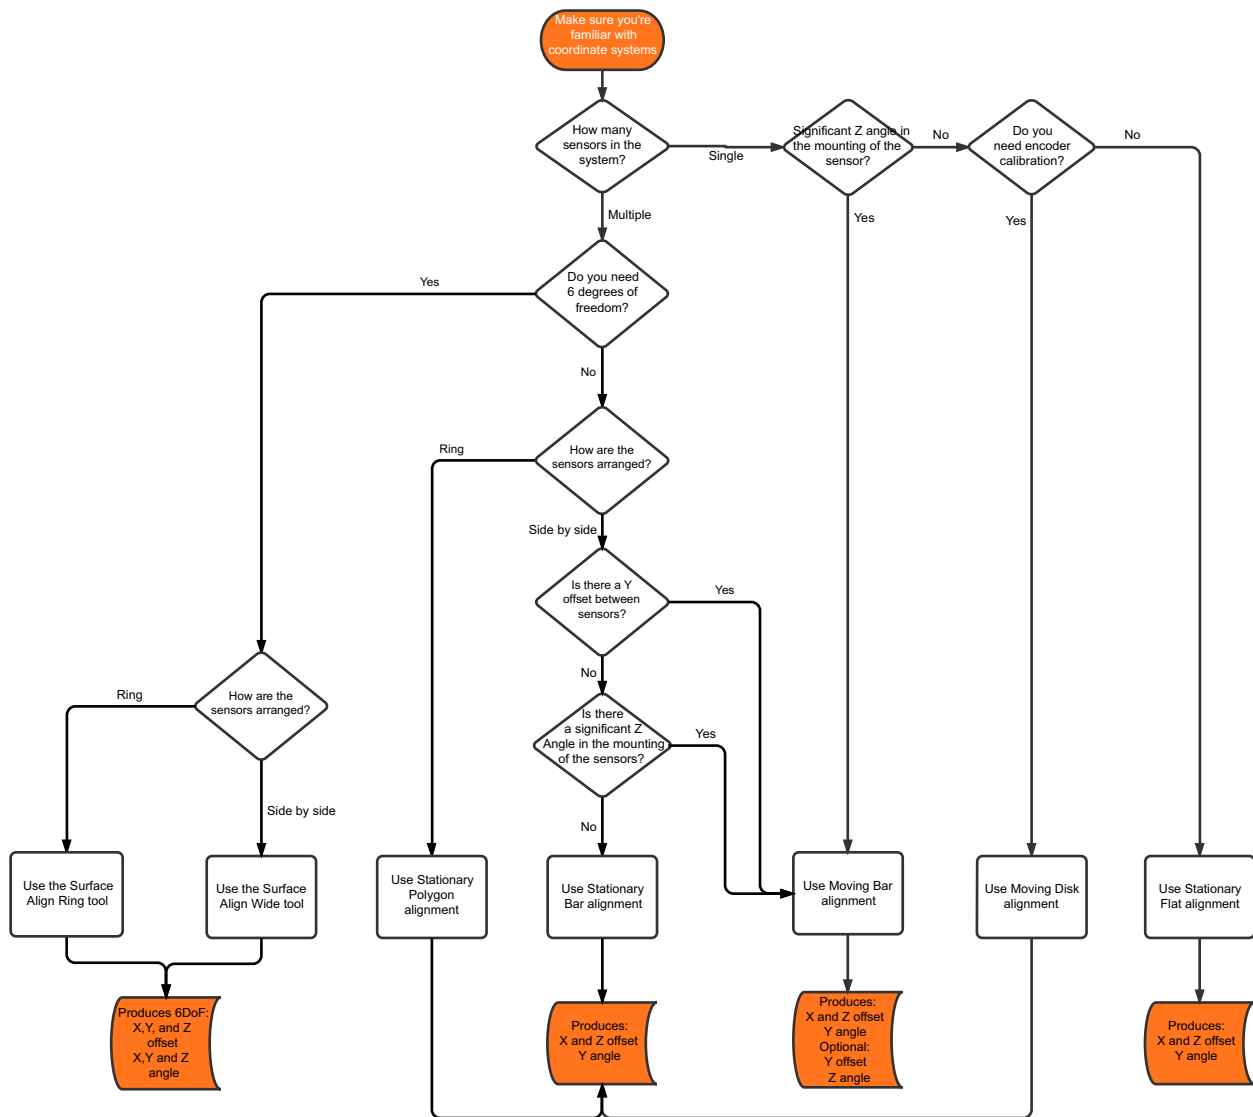 Make sure you're
familiar with
coordinate systems
How many
sensors in the
system?
Single
Significant Z angle in
the mounting of the
sensor?
No
Do you
need encoder
calibration?
No
Multiple
Yes
Yes
Do you need
6 degrees of
freedom?
Yes
No
How are the
sensors arranged?
Ring
Side by side
Is there a Y
offset between
sensors?
Yes
No
How are the
sensors arranged?
Ring
Side by side
Is there
a significant Z
Angle in the mounting
of the sensors?
Yes
No
Use the Surface
Align Ring tool
Use the Surface
Align Wide tool
Use Stationary
Polygon
alignment
Use Stationary
Bar alignment
Use Moving Bar
alignment
Use Moving Disk
alignment
Use Stationary
Flat alignment
Produces 6DoF:
X,Y, and Z
offset
X,Y and Z
angle
Produces:
X and Z offset
Y angle
Produces:
X and Z offset
Y angle
Optional:
Y offset
Z angle
Produces:
X and Z offset
Y angle